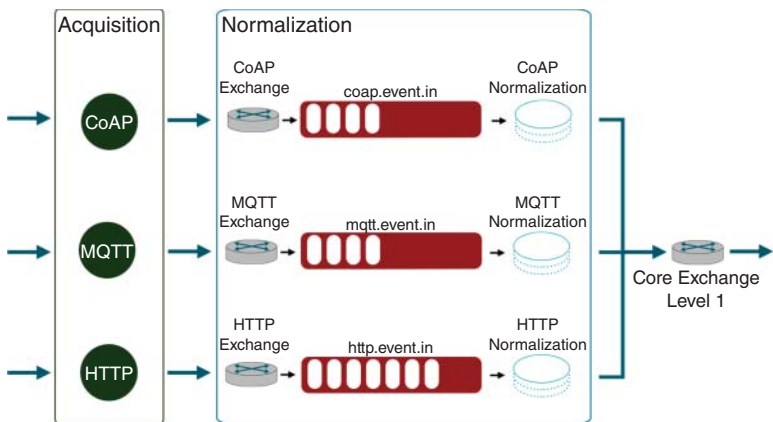 Acquisition
Normalization
CoAP
CoAP
Exchange
coap.event.in
CoAP
Normalization
MQTT
MQTT
Exchange
mqtt.event.in
MQTT
Normalization
Core Exchange
Level 1
HTTP
HTTP
Exchange
http.event.in
HTTP
Normalization